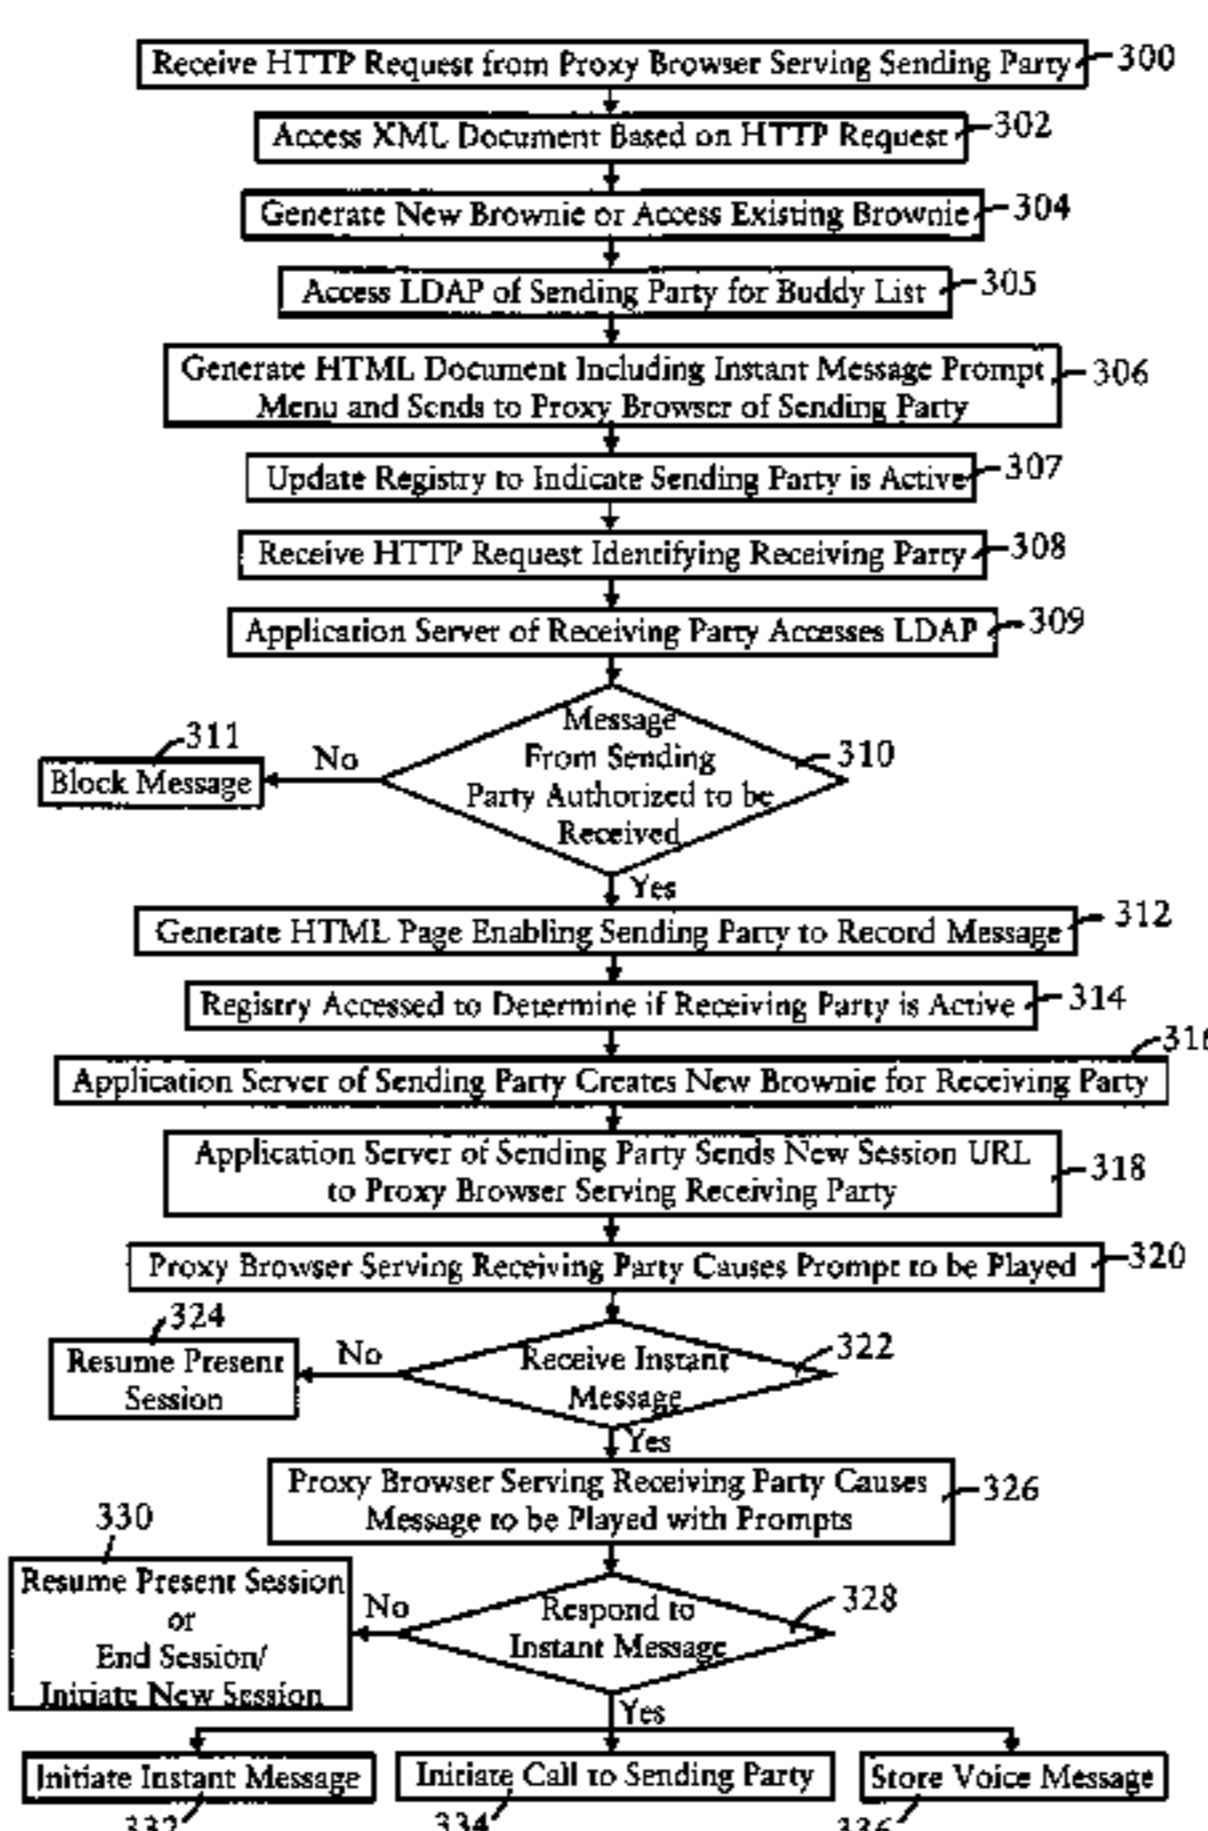 Receive HTTP Request from Proxy Browser Serving Sending Party
300
Access XML Document Based on HTTP Request
302
Generate New Brownie or Access Existing Brownie
304
Access LDAP of Sending Party for Buddy List
305
Generate HTML Document Including Instant Message Prompt
Menu and Sends to Proxy Browser of Sending Party
306
Update Registry to Indicate Sending Party is Active
307
Receive HTTP Request Identifying Receiving Party
308
Application Server of Receiving Party Accesses LDAP
309
Message
From Sending
Party Authorized to be
Received
310
No
311
Block Message
Yes
Generate HTML Page Enabling Sending Party to Record Message
312
Registry Accessed to Determine if Receiving Party is Active
314
316
Application Server of Sending Party Creates New Brownie for Receiving Party
Application Server of Sending Party Sends New Session URL
to Proxy Browser Serving Receiving Party
318
Proxy Browser Serving Receiving Party Causes Prompt to be Played
320
Receive Instant
Message
322
No
324
Resume Present
Session
Yes
Proxy Browser Serving Receiving Party Causes
Message to be Played with Prompts
326
Respond to
Instant Message
328
No
330
Resume Present Session
or
End Session/
Initiate New Session
Yes
Initiate Instant Message
332
Initiate Call to Sending Party
334
Store Voice Message
336